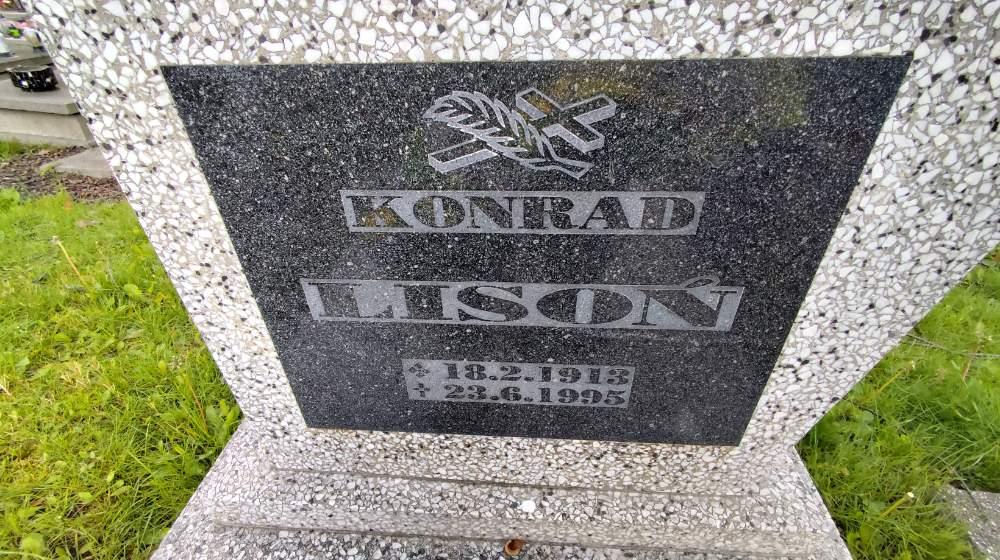 KONRAD
LISOŃ
18.2.1913
✝ 23.6.1995